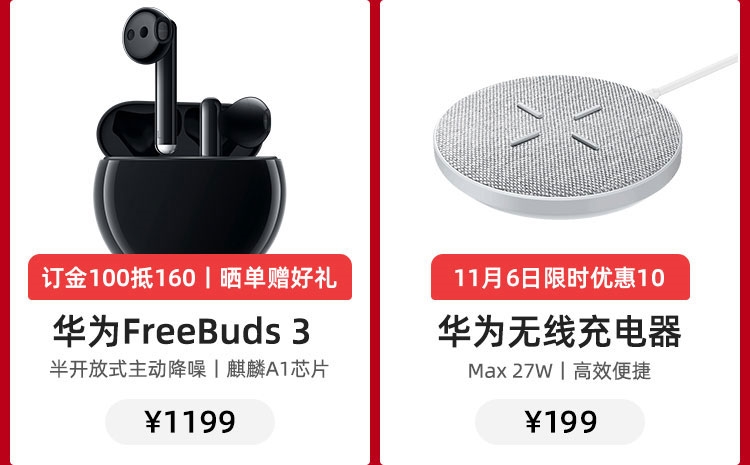 订金100抵160丨晒单赠好礼
华为FreeBuds 3
半开放式主动降噪丨麒麟A1芯片
¥1199
11月6日限时优惠10
华为无线充电器
Max 27W丨高效便捷
¥199